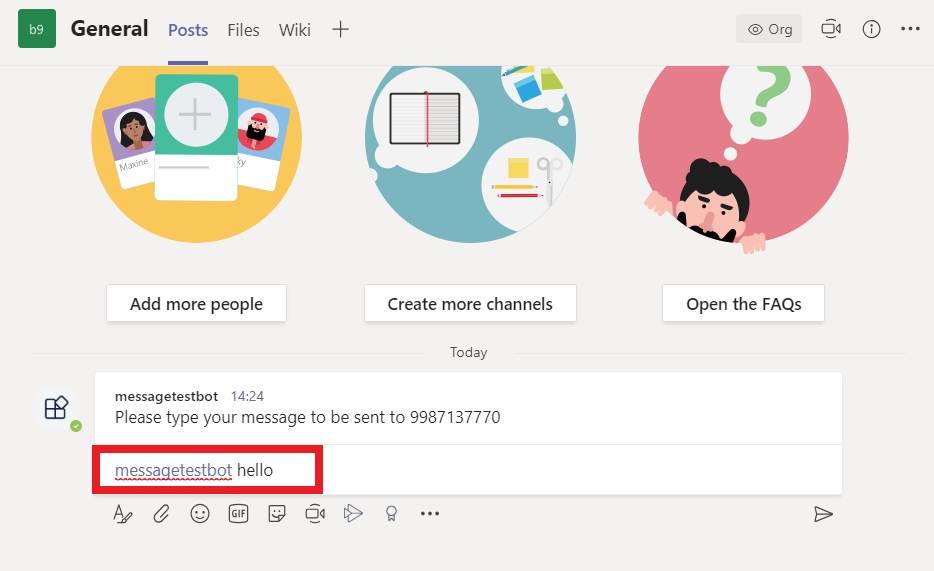 b9 General Posts Files Wiki Org
Maxine ky
Add more people Create more channels Open the FAQs
Today
messagetestbot 14:24
Please type your message to be sent to 9987137770
messagetestbot hello
GIF